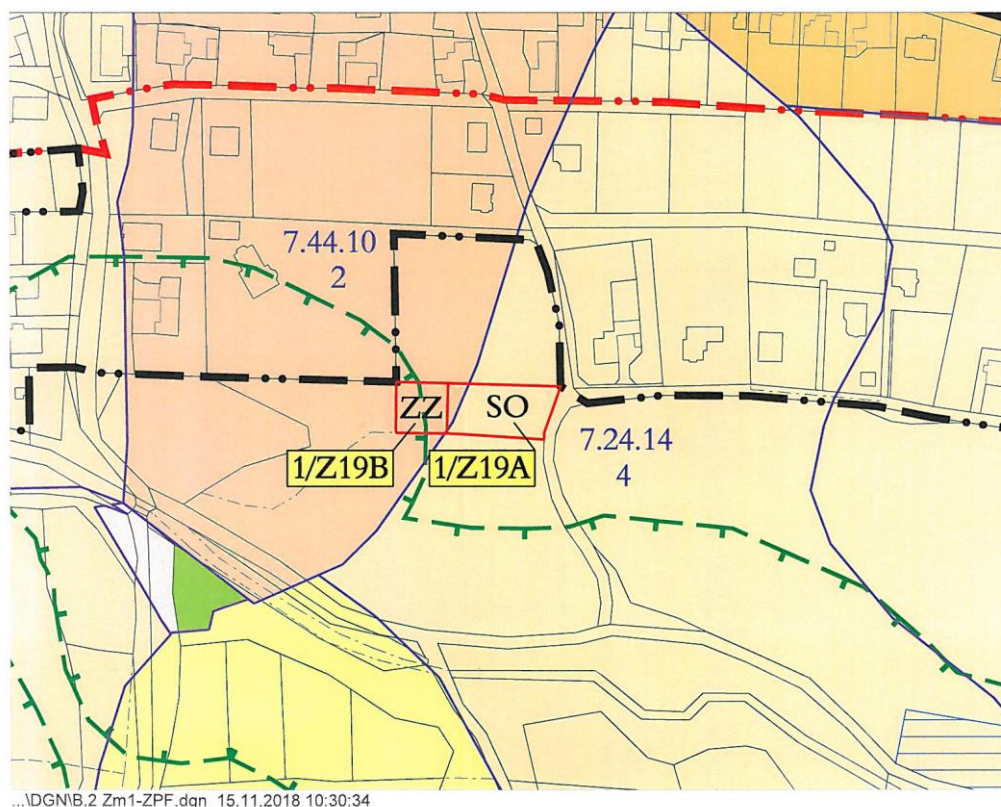 7.44.10
2
ZZ
SO
1/Z19B
1/Z19A
7.24.14
4
...\DGN\B.2 Zm1-ZPF.dgn 15.11.2018 10:30:34